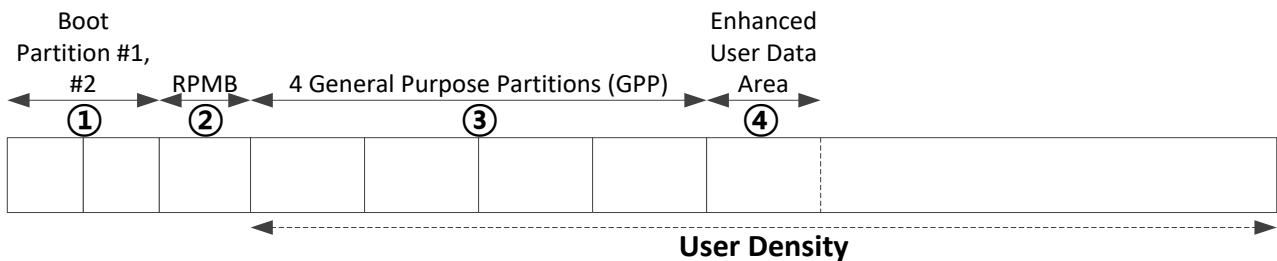 Boot
Partition #1,
#2
RPMB
4 General Purpose Partitions (GPP)
Enhanced
User Data
Area
①
②
③
④
User Density